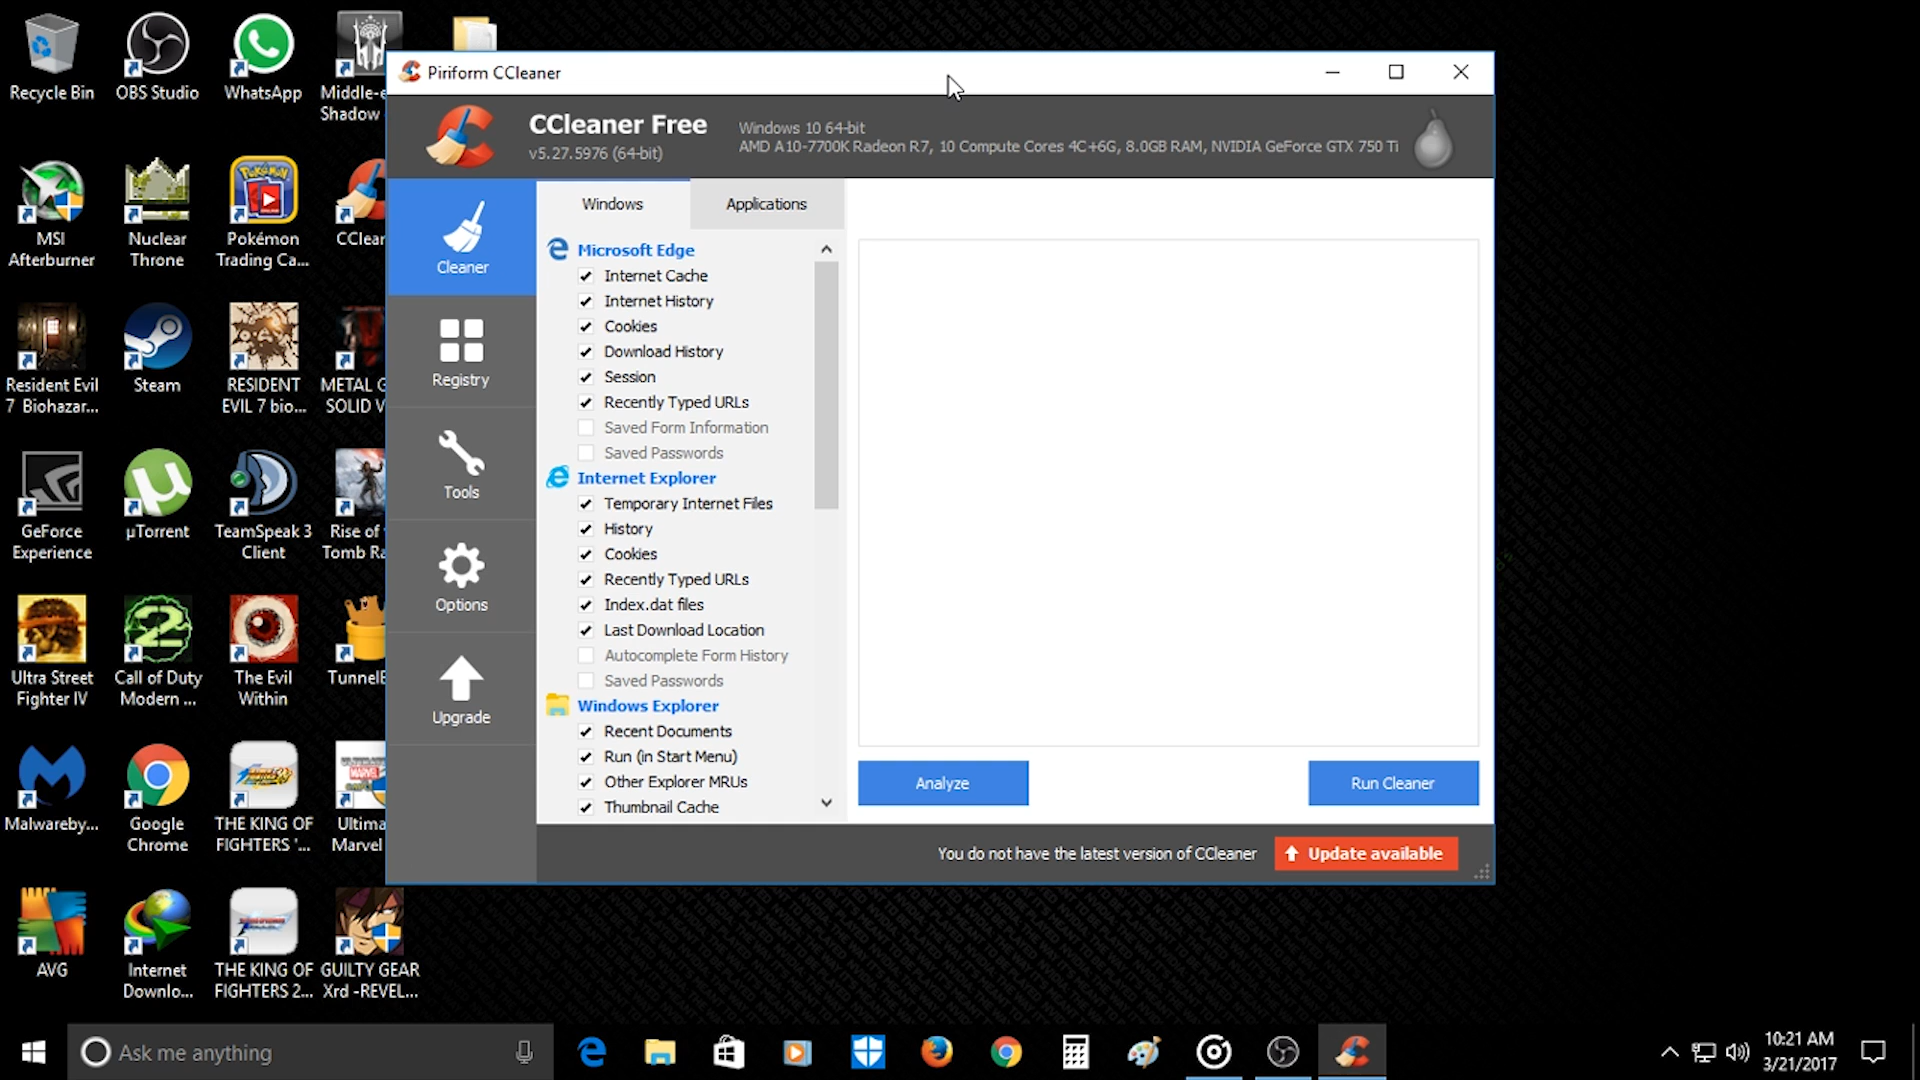 Recycle Bin
OBS Studio
WhatsApp
Middle-e
Shadow
MSI
Afterburner
Nuclear
Throne
Pokémon
Trading Ca...
CClear
Resident Evil
7 Biohazar...
Steam
RESIDENT
EVIL 7 bio...
METAL G
SOLID V
GeForce
Experience
µTorrent
TeamSpeak 3
Client
Rise of
Tomb Ra
Ultra Street
Fighter IV
Call of Duty
Modern ...
The Evil
Within
TunnelB
Malwareby...
Google
Chrome
THE KING OF
FIGHTERS '...
Ultima
Marvel
AVG
Internet
Downlo...
THE KING OF
FIGHTERS 2...
GUILTY GEAR
Xrd -REVEL...
Piriform CCleaner
CCleaner Free
v5.27.5976 (64-bit)
Windows 10 64-bit
AMD A10-7700K Radeon R7, 10 Compute Cores 4C+6G, 8.0GB RAM, NVIDIA GeForce GTX 750 Ti
Cleaner
Registry
Tools
Options
Upgrade
Windows
Applications
Microsoft Edge
Internet Cache
Internet History
Cookies
Download History
Session
Recently Typed URLs
Saved Form Information
Saved Passwords
Internet Explorer
Temporary Internet Files
History
Cookies
Recently Typed URLs
Index.dat files
Last Download Location
Autocomplete Form History
Saved Passwords
Windows Explorer
Recent Documents
Run (in Start Menu)
Other Explorer MRUs
Thumbnail Cache
Analyze
Run Cleaner
You do not have the latest version of CCleaner
Update available
Ask me anything
10:21 AM
3/21/2017